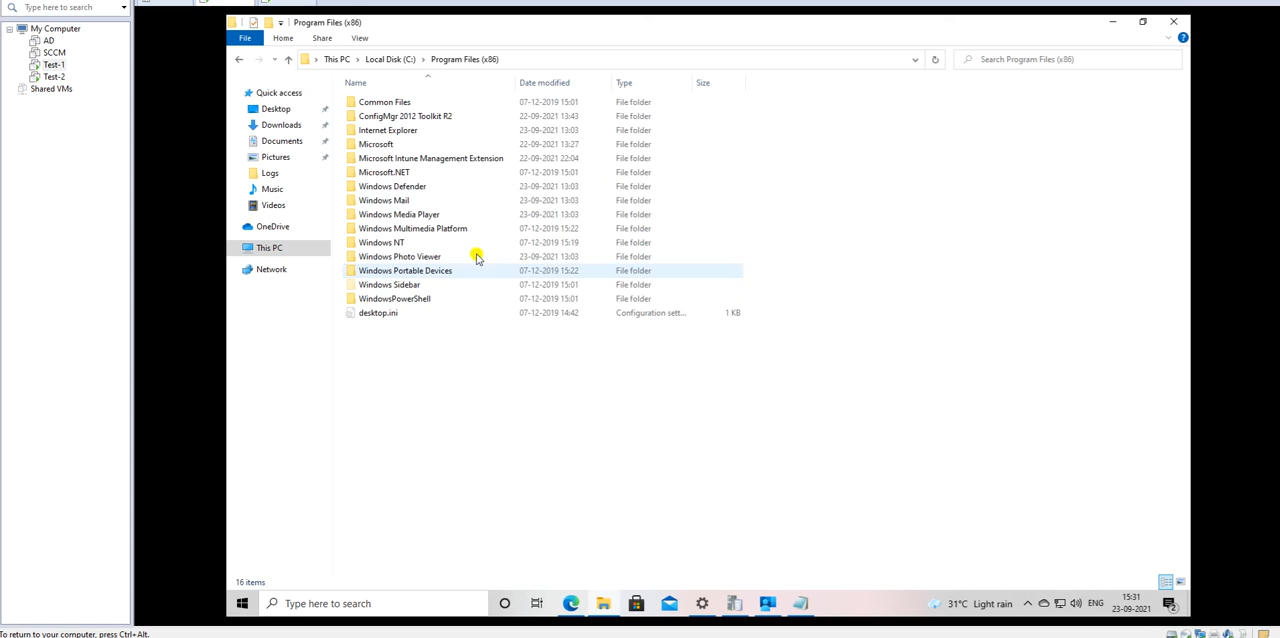 Type here to search
My Computer
AD
SCCM
Test-1
Test-2
Shared VMs
Program Files (x86)
File Home Share View
This PC > Local Disk (C:) > Program Files (x86)
Search Program Files (x86)
Name Date modified Type Size
Quick access
Desktop
Downloads
Documents
Pictures
Logs
Music
Videos
OneDrive
This PC
Network
Common Files 07-12-2019 15:01 File folder
ConfigMgr 2012 Toolkit R2 22-09-2021 13:43 File folder
Internet Explorer 23-09-2021 13:03 File folder
Microsoft 22-09-2021 13:27 File folder
Microsoft Intune Management Extension 22-09-2021 22:04 File folder
Microsoft.NET 07-12-2019 15:01 File folder
Windows Defender 23-09-2021 13:03 File folder
Windows Mail 23-09-2021 13:03 File folder
Windows Media Player 23-09-2021 13:03 File folder
Windows Multimedia Platform 07-12-2019 15:22 File folder
Windows NT 07-12-2019 15:19 File folder
Windows Photo Viewer 23-09-2021 13:03 File folder
Windows Portable Devices 07-12-2019 15:22 File folder
Windows Sidebar 07-12-2019 15:01 File folder
WindowsPowerShell 07-12-2019 15:01 File folder
desktop.ini 07-12-2019 14:42 Configuration sett... 1 KB
16 items
Type here to search
31°C Light rain
ENG
15:31
23-09-2021
2
To return to your computer, press Ctrl+Alt.